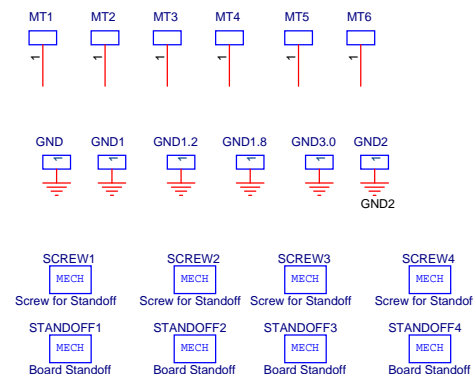 MT1 MT2 MT3 MT4 MT5 MT6
1 1 1 1 1 1
GND GND1 GND1.2 GND1.8 GND3.0 GND2
1 1 1 1 1 1
GND2
SCREW1 SCREW2 SCREW3 SCREW4
MECH MECH MECH MECH
Screw for Standoff Screw for Standoff Screw for Standoff Screw for Standoff
STANDOFF1 STANDOFF2 STANDOFF3 STANDOFF4
MECH MECH MECH MECH
Board Standoff Board Standoff Board Standoff Board Standoff